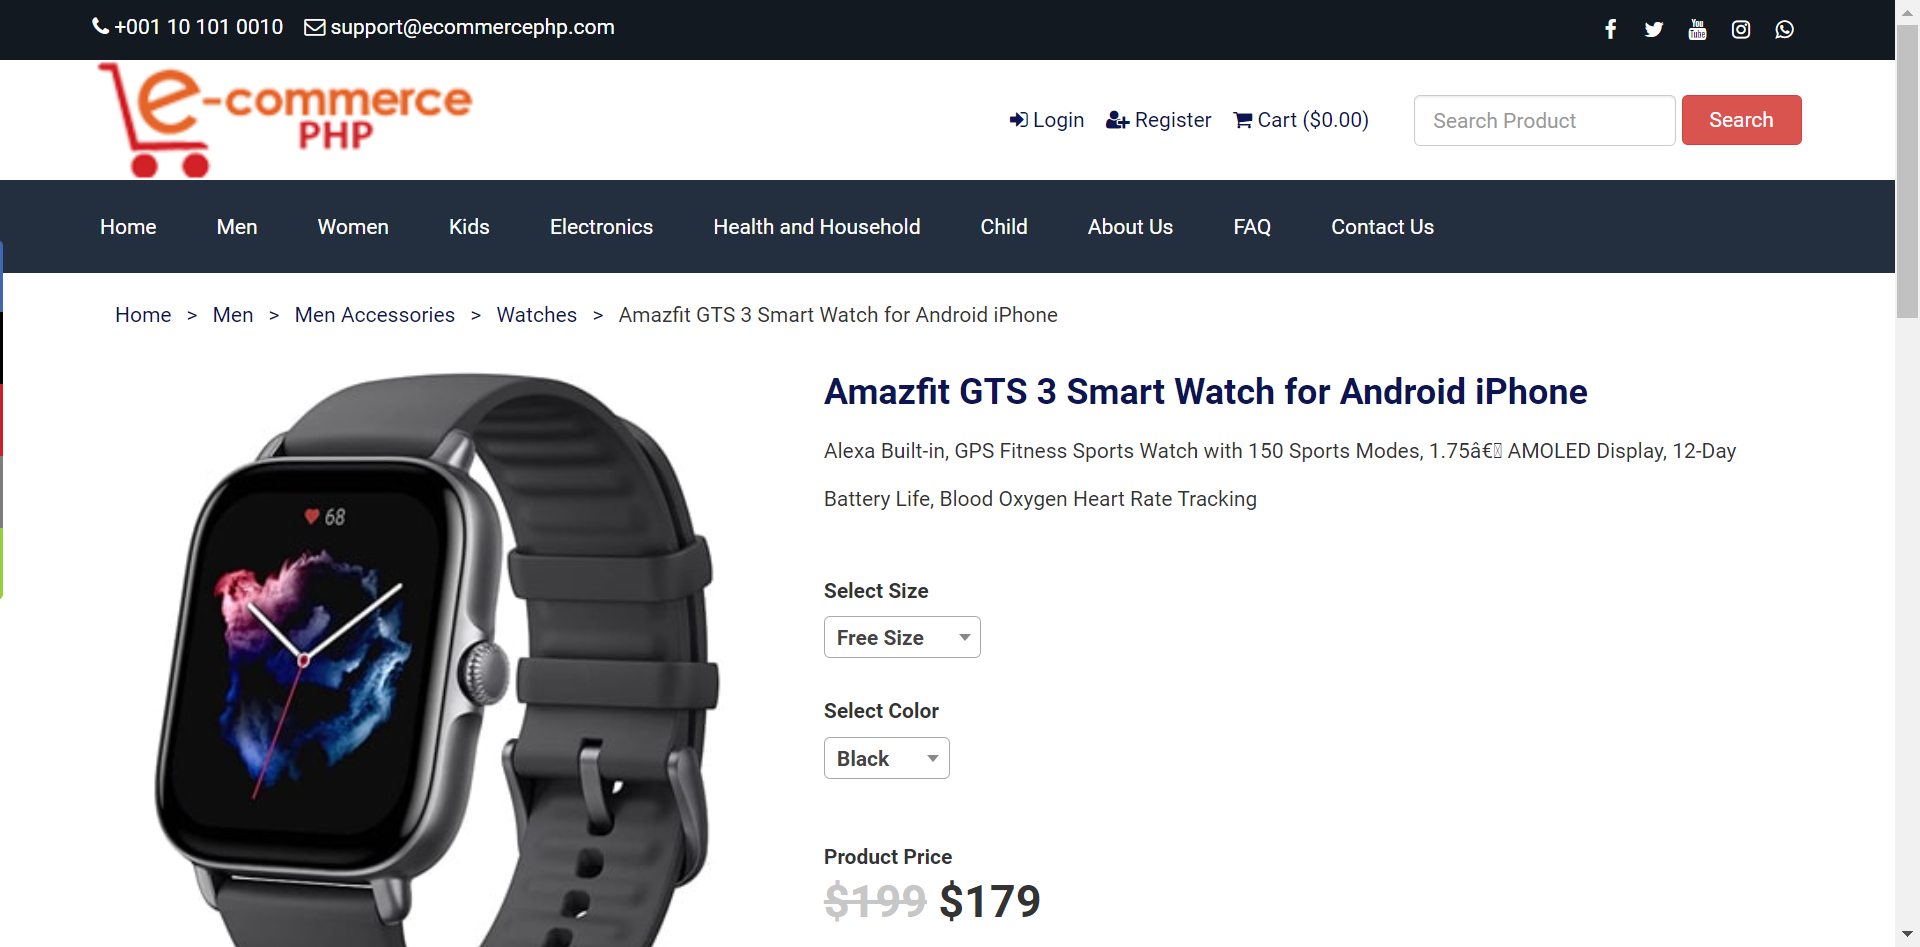 +001 10 101 0010 support@ecommercephp.com
You
Tube
e-commerce
PHP
Login Register Cart ($0.00) Search Product Search
Home Men Women Kids Electronics Health and Household Child About Us FAQ Contact Us
Home > Men > Men Accessories > Watches > Amazfit GTS 3 Smart Watch for Android iPhone
68
Amazfit GTS 3 Smart Watch for Android iPhone
Alexa Built-in, GPS Fitness Sports Watch with 150 Sports Modes, 1.75â€ AMOLED Display, 12-Day
Battery Life, Blood Oxygen Heart Rate Tracking
Select Size
Free Size
Select Color
Black
Product Price
$199 $179